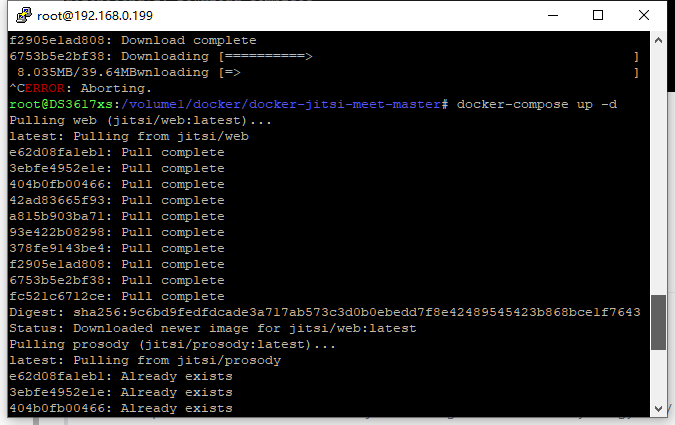 root@192.168.0.199
f2905e1ad808: Download complete
6753b5e2bf38: Downloading [==========>                                        ]
 8.035MB/39.64MBwnloading [=>                                                 ]
^CERROR: Aborting.
root@DS3617xs:/volume1/docker/docker-jitsi-meet-master# docker-compose up -d
Pulling web (jitsi/web:latest)...
latest: Pulling from jitsi/web
e62d08fa1eb1: Pull complete
3ebfe4952e1e: Pull complete
404b0fb00466: Pull complete
42ad83665f93: Pull complete
a815b903ba71: Pull complete
93e422b08298: Pull complete
378fe9143be4: Pull complete
f2905e1ad808: Pull complete
6753b5e2bf38: Pull complete
fc521c6712ce: Pull complete
Digest: sha256:9c6bd9fedfdcade3a717ab573c3d0b0ebedd7f8e42489545423b868bce1f7643
Status: Downloaded newer image for jitsi/web:latest
Pulling prosody (jitsi/prosody:latest)...
latest: Pulling from jitsi/prosody
e62d08fa1eb1: Already exists
3ebfe4952e1e: Already exists
404b0fb00466: Already exists